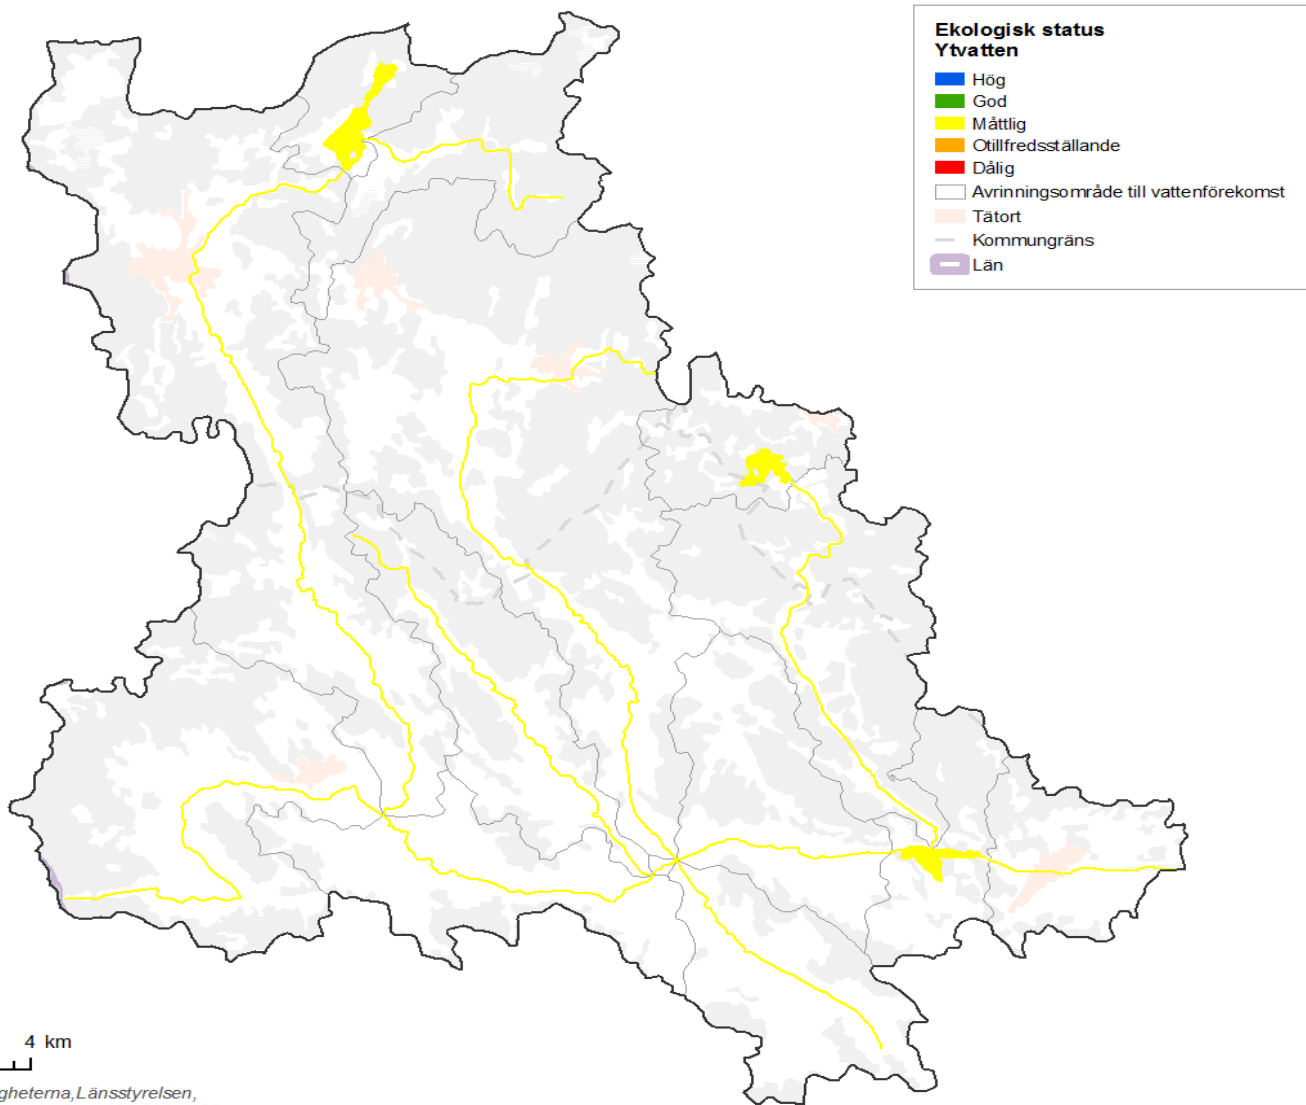 Ekologisk status
Ytvatten
Hög
God
Måttlig
Otillfredsställande
Dålig
Avrinningsområde till vattenförekomst
Tätort
Kommungräns
Län
4 km
gheterna,Länsstyrelsen,